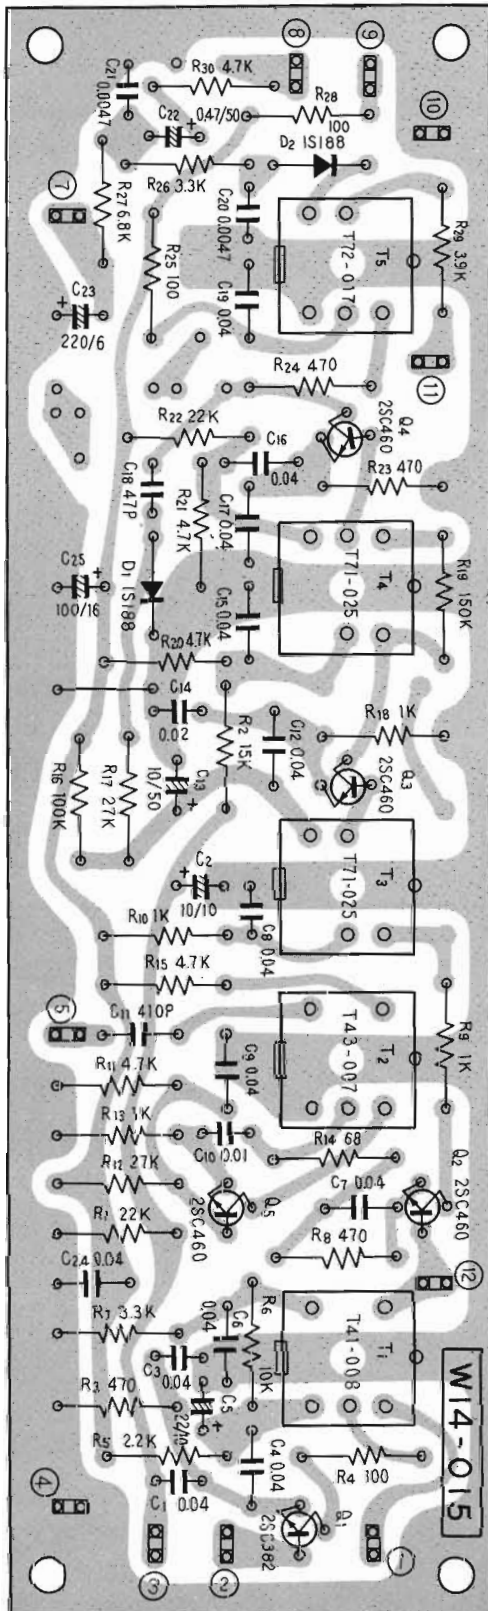 8
9
R30 4.7K
C21
0.0047
C22
0.47/50
R28
100
10
D2 1S188
R26 3.3K
7
R27 6.8K
C20 0.0047
R25 100
T5
T72-017
R29 3.9K
C19 0.04
C23
220/6
11
R24 470
Q4
2SC460
R22 22K
C16
0.04
R23 470
C18 47P
R21 4.7K
C17 0.04
T4
T71-025
R19 150K
C25
100/16
D1 1S188
C15 0.04
R20 4.7K
C14
0.02
R2 15K
C12 0.04
R18 1K
Q3
2SC460
R16 100K
R17 27K
C13
10/50
T3
T71-025
C2
10/10
C8 0.04
R10 1K
R15 4.7K
5
C11 410P
T2
T43-007
R9 1K
C9 0.04
R11 4.7K
R13 1K
C10 0.01
R14 68
R12 27K
Q5
2SC460
C7 0.04
Q2 2SC460
R1 22K
R8 470
C24 0.04
12
R7 3.3K
C6
0.04
R6
10K
T1
T41-008
C3
0.04
R3 470
C5
22/10
W14-015
R5 2.2K
C4 0.04
R4 100
C1 0.04
Q1
2SC382
4
3
2
1